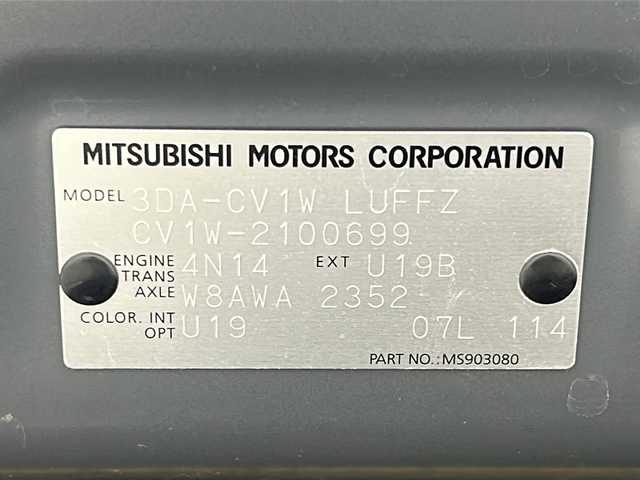 MITSUBISHI MOTORS CORPORATION
MODEL 3DA-CV1W LUFFZ
CV1W-2100699
ENGINE 4N14 EXT U19B
TRANS
AXLE W8AWA 2352
COLOR. INT U19 07L 114
OPT
PART NO.:MS903080